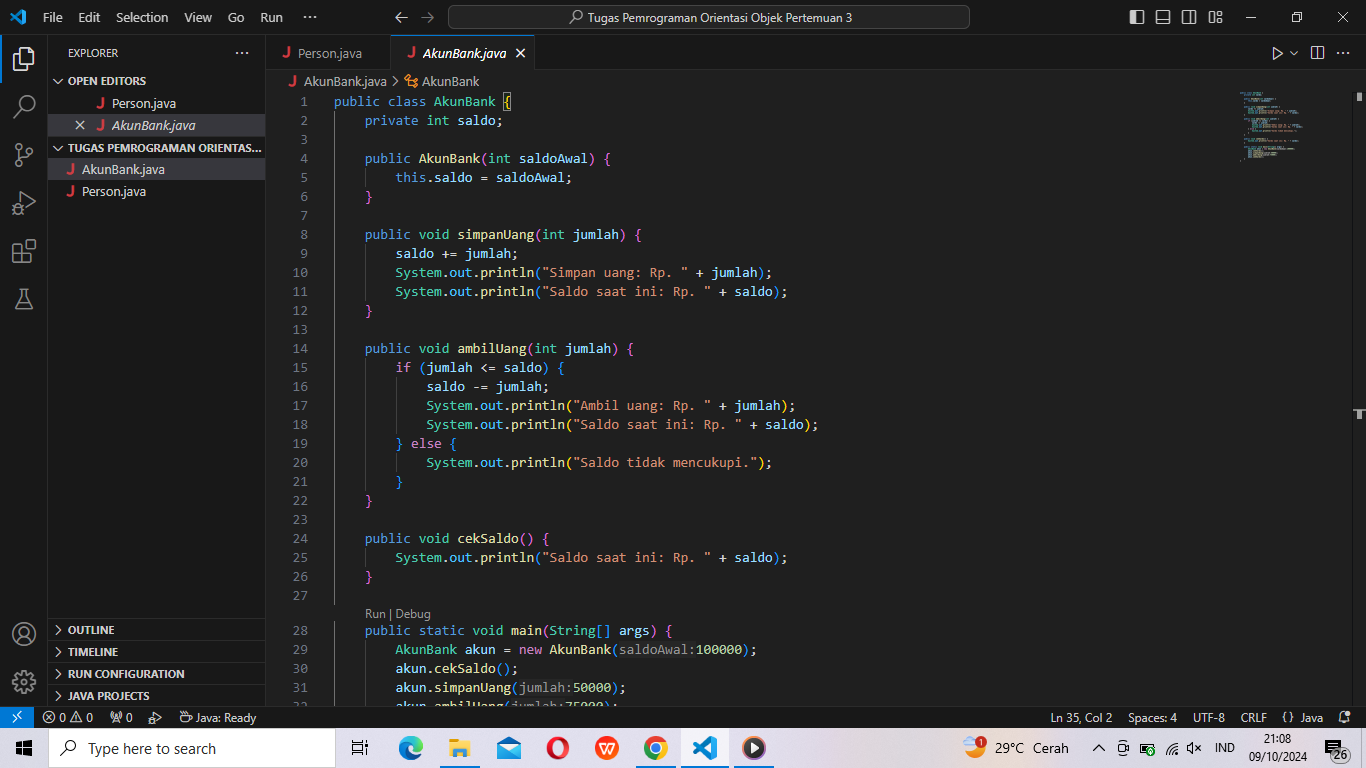 File Edit Selection View Go Run ··· Tugas Pemrograman Orientasi Objek Pertemuan 3
EXPLORER ···
OPEN EDITORS
Person.java
AkunBank.java
TUGAS PEMROGRAMAN ORIENTAS...
AkunBank.java
Person.java
OUTLINE
TIMELINE
RUN CONFIGURATION
JAVA PROJECTS
Person.java AkunBank.java
AkunBank.java > AkunBank
1 public class AkunBank {
2 private int saldo;
3
4 public AkunBank(int saldoAwal) {
5 this.saldo = saldoAwal;
6 }
7
8 public void simpanUang(int jumlah) {
9 saldo += jumlah;
10 System.out.println("Simpan uang: Rp. " + jumlah);
11 System.out.println("Saldo saat ini: Rp. " + saldo);
12 }
13
14 public void ambilUang(int jumlah) {
15 if (jumlah <= saldo) {
16 saldo -= jumlah;
17 System.out.println("Ambil uang: Rp. " + jumlah);
18 System.out.println("Saldo saat ini: Rp. " + saldo);
19 } else {
20 System.out.println("Saldo tidak mencukupi.");
21 }
22 }
23
24 public void cekSaldo() {
25 System.out.println("Saldo saat ini: Rp. " + saldo);
26 }
27
Run | Debug
28 public static void main(String[] args) {
29 AkunBank akun = new AkunBank(saldoAwal:100000);
30 akun.cekSaldo();
31 akun.simpanUang(jumlah:50000);
32 akun.ambilUang(jumlah:75000);
0 0 0 Java: Ready Ln 35, Col 2 Spaces: 4 UTF-8 CRLF {} Java
Type here to search 1 29°C Cerah IND 21:08
09/10/2024 26